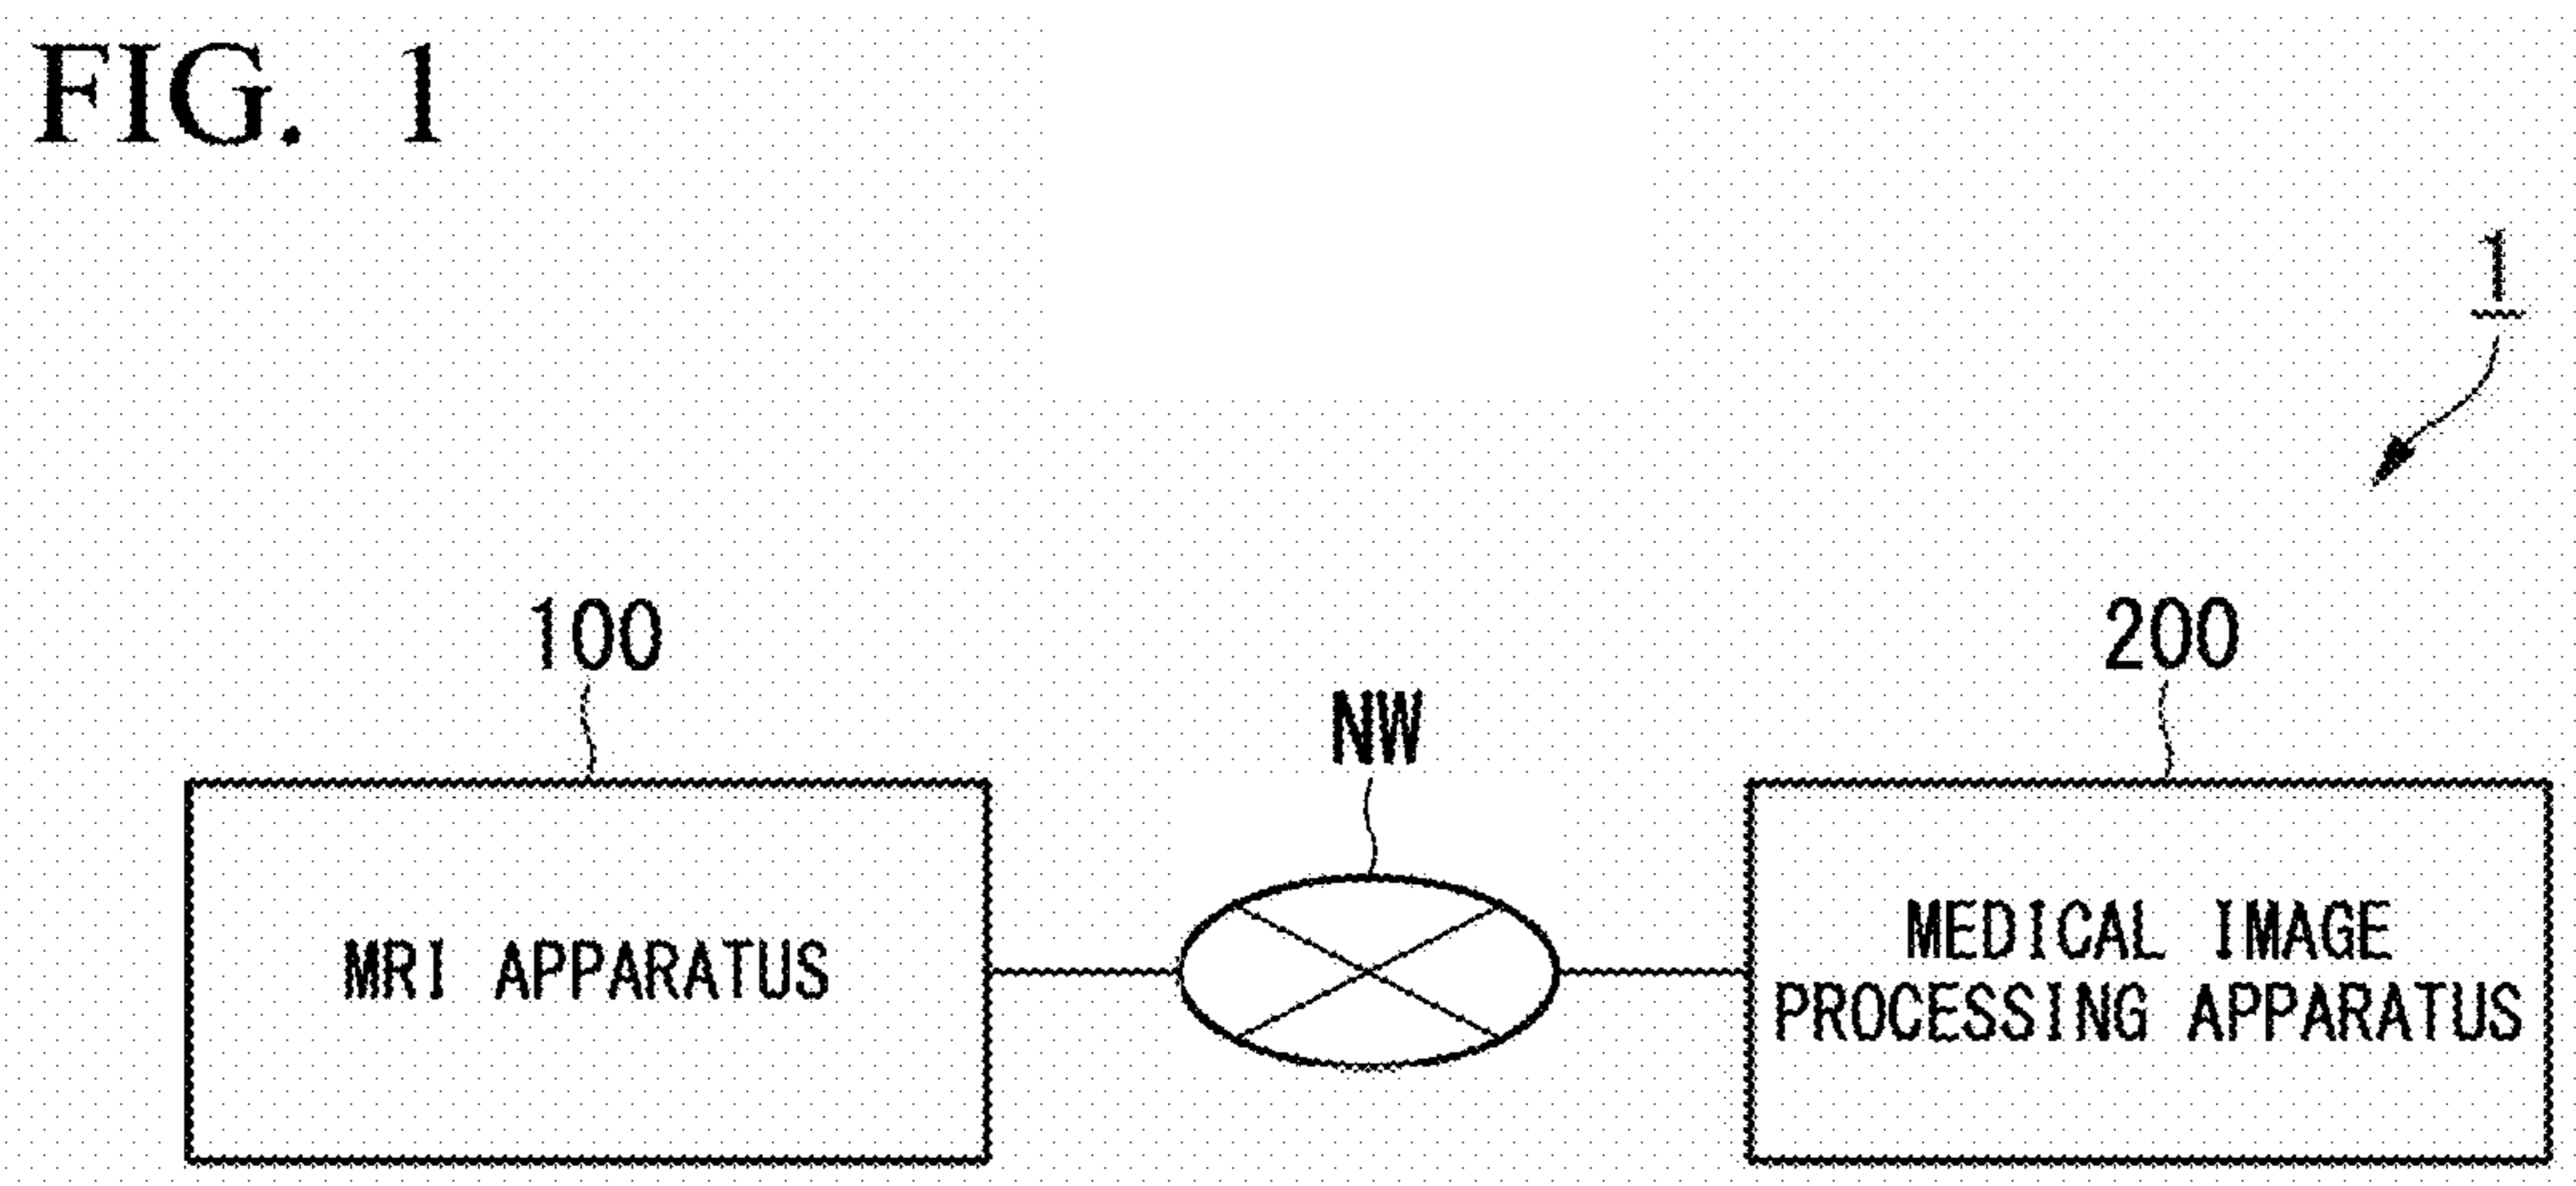 FIG. 1
1
100
200
NW
MRI APPARATUS
MEDICAL IMAGE
PROCESSING APPARATUS